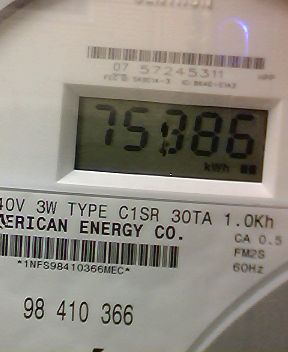 07 57245311
75886
kWh
40V 3W TYPE C1SR 30TA 1.0Kh
ERICAN ENERGY CO.
CA 0.5
*1NFS98410366MEC*
FM2S
60Hz
98 410 366